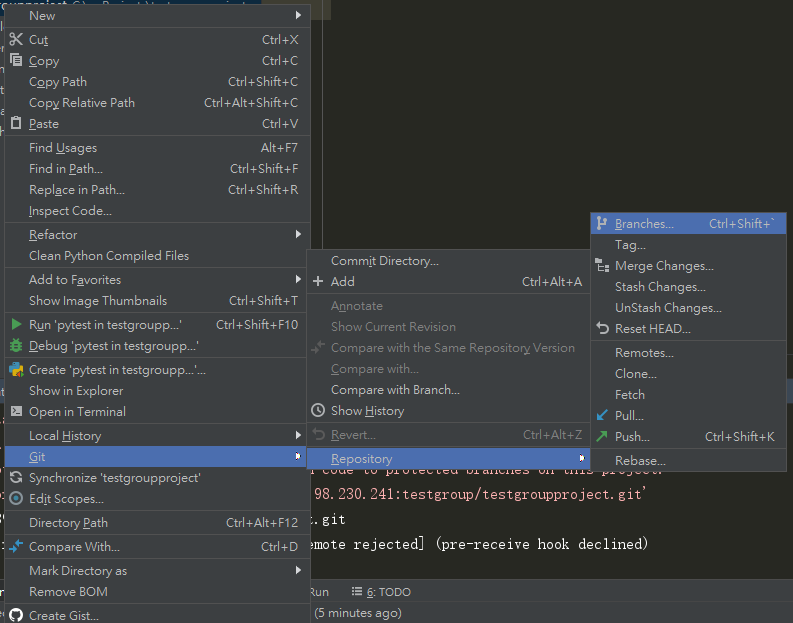 New
Cut Ctrl+X
Copy Ctrl+C
Copy Path Ctrl+Shift+C
Copy Relative Path Ctrl+Alt+Shift+C
Paste Ctrl+V
Find Usages Alt+F7
Find in Path... Ctrl+Shift+F
Replace in Path... Ctrl+Shift+R
Inspect Code...
Refactor
Clean Python Compiled Files
Add to Favorites
Show Image Thumbnails Ctrl+Shift+T
Run 'pytest in testgroupp...' Ctrl+Shift+F10
Debug 'pytest in testgroupp...'
Create 'pytest in testgroupp...'...
Show in Explorer
Open in Terminal
Local History
Git
Synchronize 'testgroupproject'
Edit Scopes...
Directory Path Ctrl+Alt+F12
Compare With... Ctrl+D
Mark Directory as
Remove BOM
Create Gist...
Commit Directory...
Add Ctrl+Alt+A
Annotate
Show Current Revision
Compare with the Same Repository Version
Compare with...
Compare with Branch...
Show History
Revert... Ctrl+Alt+Z
Repository
Branches... Ctrl+Shift+`
Tag...
Merge Changes...
Stash Changes...
UnStash Changes...
Reset HEAD...
Remotes...
Clone...
Fetch
Pull...
Push... Ctrl+Shift+K
Rebase...
code to protected branches on this project.
98.230.241:testgroup/testgroupproject.git'
.git
emote rejected] (pre-receive hook declined)
Run 6: TODO
(5 minutes ago)